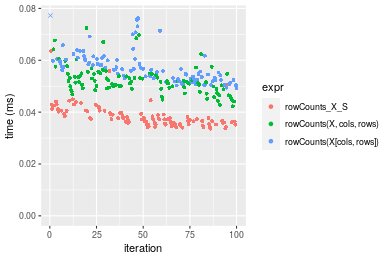 0.08
0.06
0.04
0.02
0.00
time (ms)
0
25
50
75
100
iteration
expr
rowCounts_X_S
rowCounts(X, cols, rows)
rowCounts(X[cols, rows])